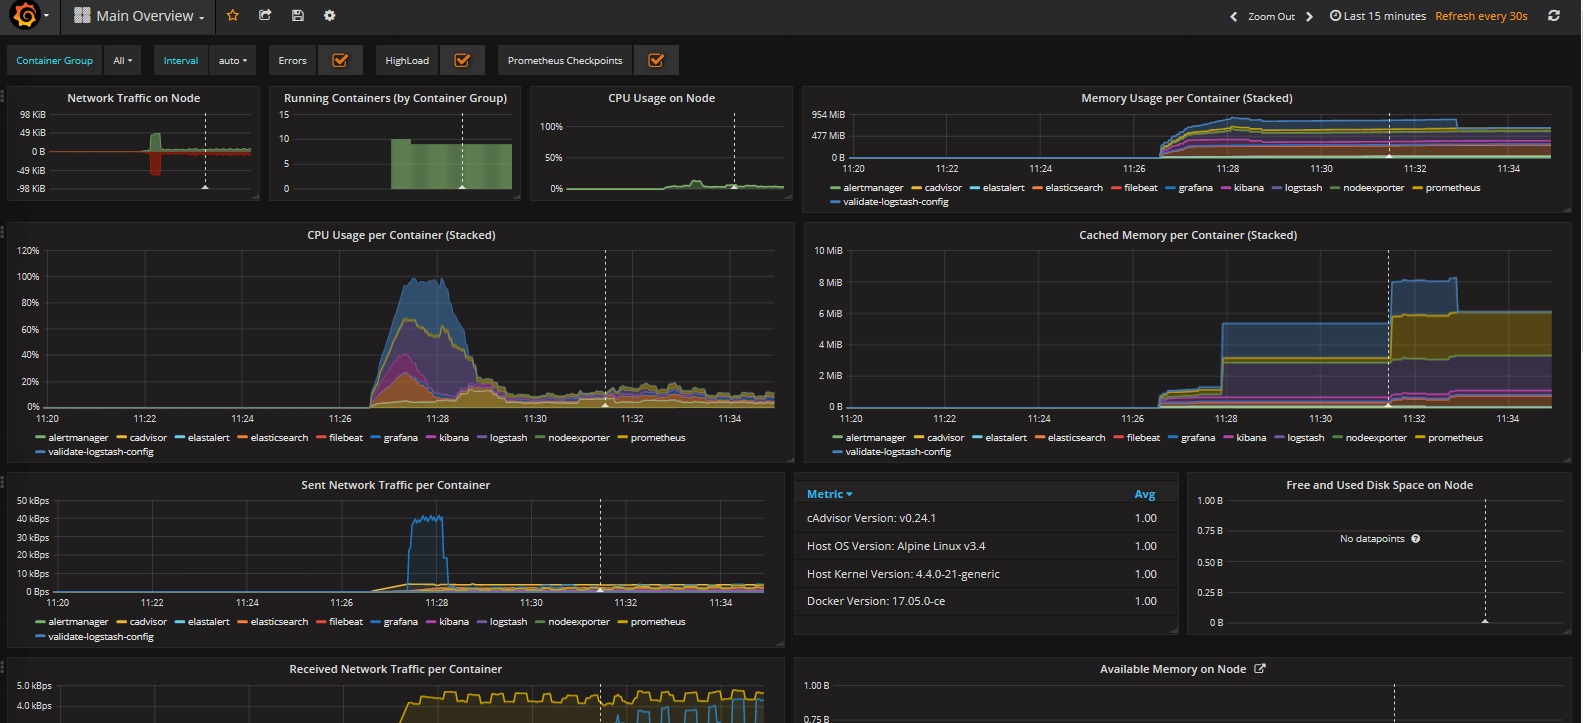 Main Overview
Zoom Out
Last 15 minutes Refresh every 30s
Container Group All Interval auto Errors HighLoad Prometheus Checkpoints
Network Traffic on Node
98 KiB
49 KiB
0 B
-49 KiB
-98 KiB
Running Containers (by Container Group)
15
10
5
0
CPU Usage on Node
100%
50%
0%
Memory Usage per Container (Stacked)
954 MiB
477 MiB
0 B
11:20 11:22 11:24 11:26 11:28 11:30 11:32 11:34
alertmanager cadvisor elastalert elasticsearch filebeat grafana kibana logstash nodeexporter prometheus
validate-logstash-config
CPU Usage per Container (Stacked)
120%
100%
80%
60%
40%
20%
0%
11:20 11:22 11:24 11:26 11:28 11:30 11:32 11:34
alertmanager cadvisor elastalert elasticsearch filebeat grafana kibana logstash nodeexporter prometheus
validate-logstash-config
Cached Memory per Container (Stacked)
10 MiB
8 MiB
6 MiB
4 MiB
2 MiB
0 B
11:20 11:22 11:24 11:26 11:28 11:30 11:32 11:34
alertmanager cadvisor elastalert elasticsearch filebeat grafana kibana logstash nodeexporter prometheus
validate-logstash-config
Sent Network Traffic per Container
50 kBps
40 kBps
30 kBps
20 kBps
10 kBps
0 Bps
11:20 11:22 11:24 11:26 11:28 11:30 11:32 11:34
alertmanager cadvisor elastalert elasticsearch filebeat grafana kibana logstash nodeexporter prometheus
validate-logstash-config
Metric Avg
cAdvisor Version: v0.24.1 1.00
Host OS Version: Alpine Linux v3.4 1.00
Host Kernel Version: 4.4.0-21-generic 1.00
Docker Version: 17.05.0-ce 1.00
Free and Used Disk Space on Node
1.00 B
0.75 B
0.50 B
0.25 B
0 B
No datapoints
Received Network Traffic per Container
5.0 kBps
4.0 kBps
Available Memory on Node
1.00 B
0.75 B